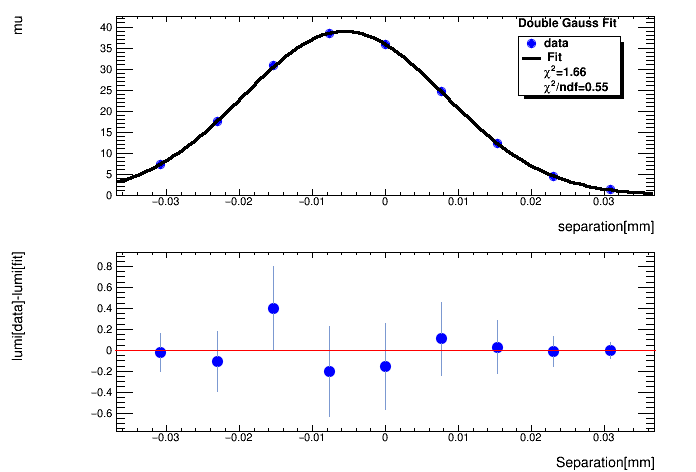 mu
Double Gauss Fit
data
Fit
χ²=1.66
χ²/ndf=0.55
40
35
30
25
20
15
10
5
0
−0.03 −0.02 −0.01 0 0.01 0.02 0.03
separation[mm]
lumi[data]-lumi[fit]
0.8
0.6
0.4
0.2
0
−0.2
−0.4
−0.6
−0.03 −0.02 −0.01 0 0.01 0.02 0.03
Separation[mm]